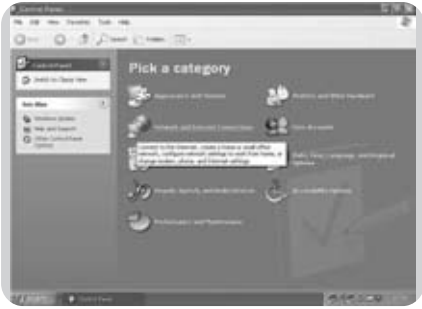 Control Panel
File Edit View Favorites Tools Help
Back Search Folders
Control Panel
Switch to Classic View
See Also
Windows Update
Help and Support
Other Control Panel
Options
Pick a category
Appearance and Themes
Printers and Other Hardware
Network and Internet Connections
User Accounts
Connect to the Internet, create a home or small office
network, configure network settings to work from home, or
change modem, phone, and Internet settings.
Date, Time, Language, and Regional
Options
Sounds, Speech, and Audio Devices
Accessibility Options
Performance and Maintenance
start
Control Panel